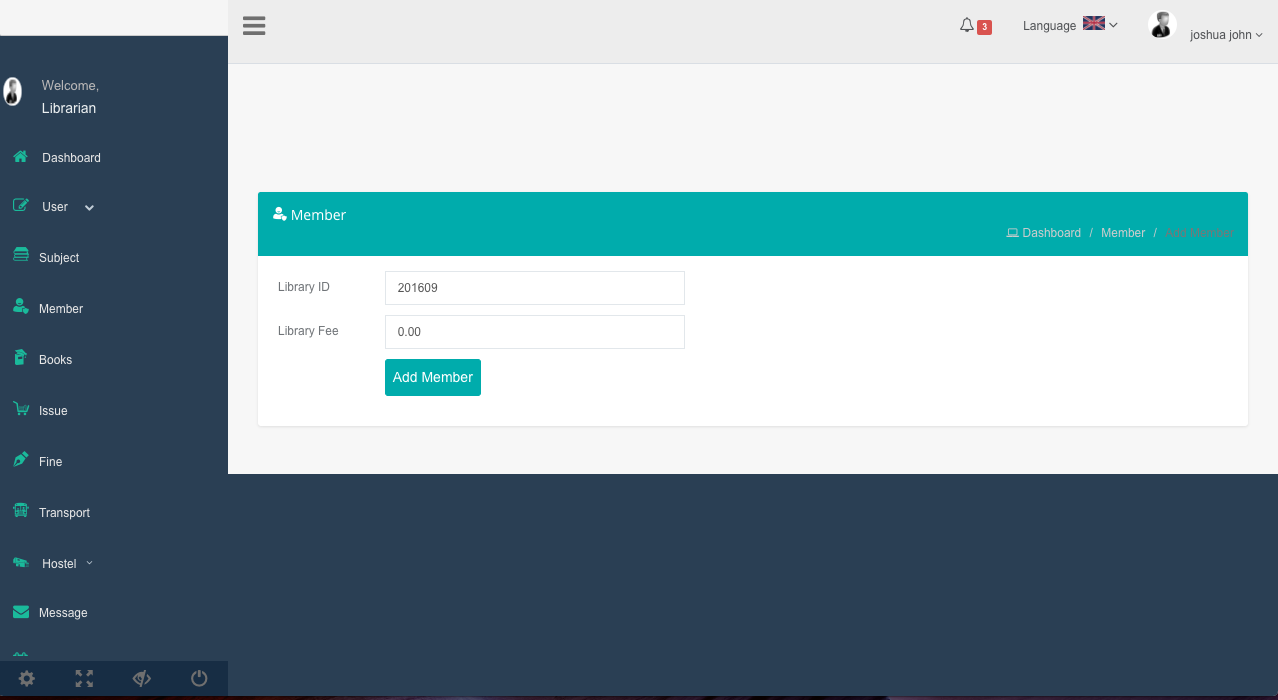 3
Language
joshua john
Welcome,
Librarian
Dashboard
User
Subject
Member
Books
Issue
Fine
Transport
Hostel
Message
Member
Dashboard / Member / Add Member
Library ID
201609
Library Fee
0.00
Add Member